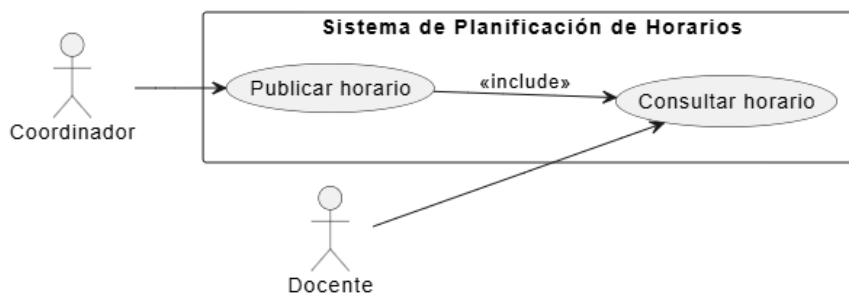 Sistema de Planificación de Horarios
Publicar horario
«include»
Consultar horario
Coordinador
Docente